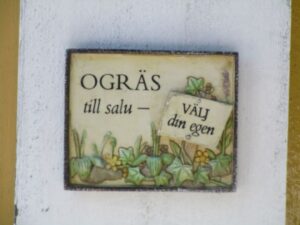 OGRÄS
till salu —
VÄLJ
din egen